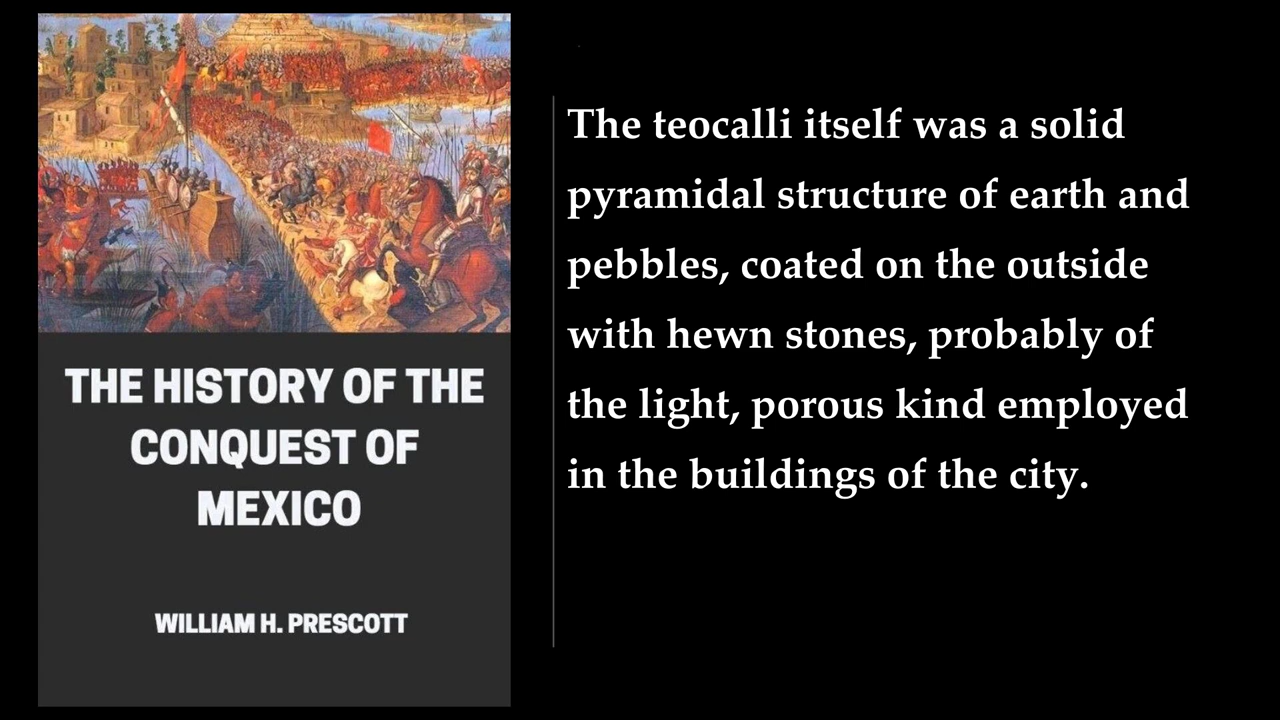 THE HISTORY OF THE
CONQUEST OF
MEXICO
WILLIAM H. PRESCOTT
The teocalli itself was a solid
pyramidal structure of earth and
pebbles, coated on the outside
with hewn stones, probably of
the light, porous kind employed
in the buildings of the city.